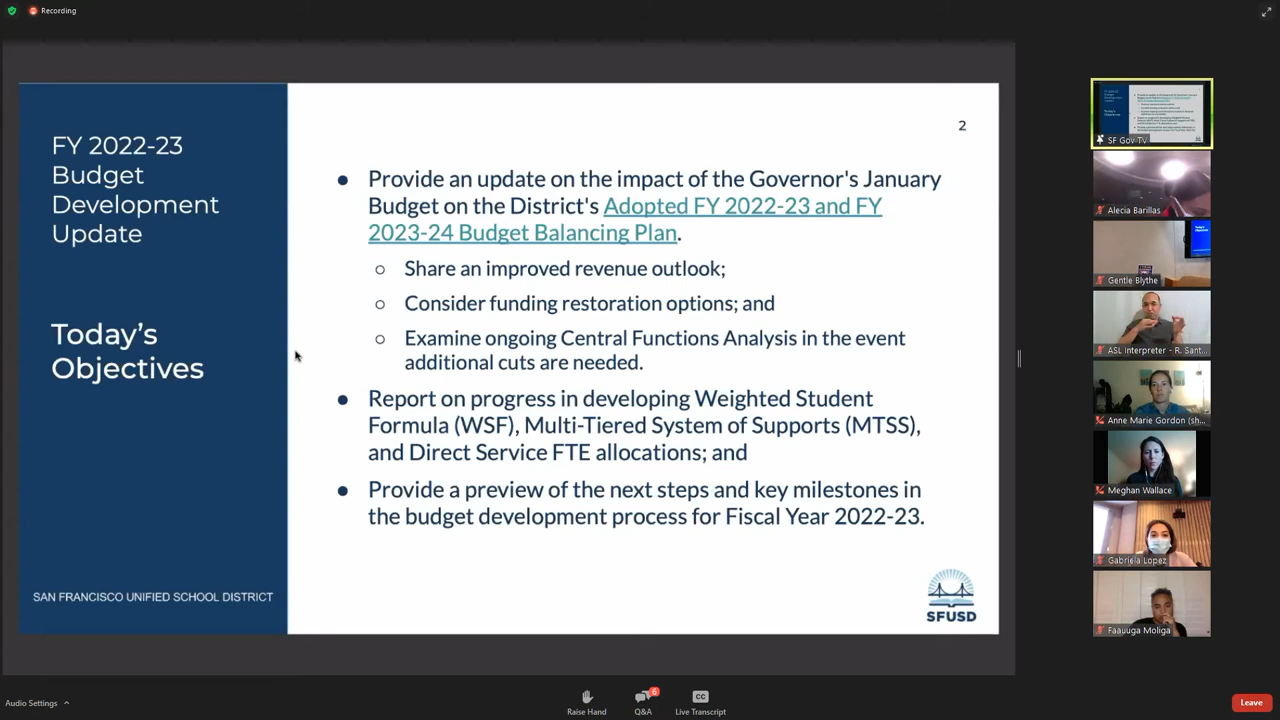 Recording
FY 2022-23
Budget
Development
Update
Today's
Objectives
SAN FRANCISCO UNIFIED SCHOOL DISTRICT
2
● Provide an update on the impact of the Governor's January
Budget on the District's Adopted FY 2022-23 and FY
2023-24 Budget Balancing Plan.
○ Share an improved revenue outlook;
○ Consider funding restoration options; and
○ Examine ongoing Central Functions Analysis in the event
additional cuts are needed.
● Report on progress in developing Weighted Student
Formula (WSF), Multi-Tiered System of Supports (MTSS),
and Direct Service FTE allocations; and
● Provide a preview of the next steps and key milestones in
the budget development process for Fiscal Year 2022-23.
SFUSD
SF Gov TV
Alecia Barillas
Gentle Blythe
ASL Interpreter - R. Sant...
Anne Marie Gordon (sh...
Meghan Wallace
Gabriela Lopez
Faauuga Moliga
Audio Settings
Raise Hand
6
Q&A
CC
Live Transcript
Leave